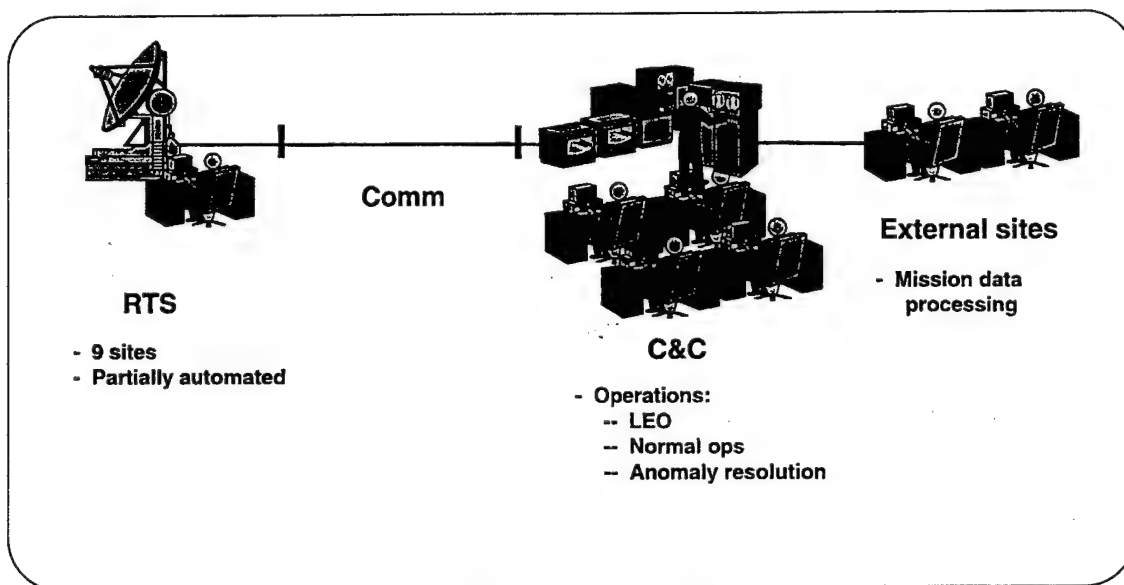 Comm
External sites
- Mission data
processing
RTS
- 9 sites
- Partially automated
C&C
- Operations:
-- LEO
-- Normal ops
-- Anomaly resolution